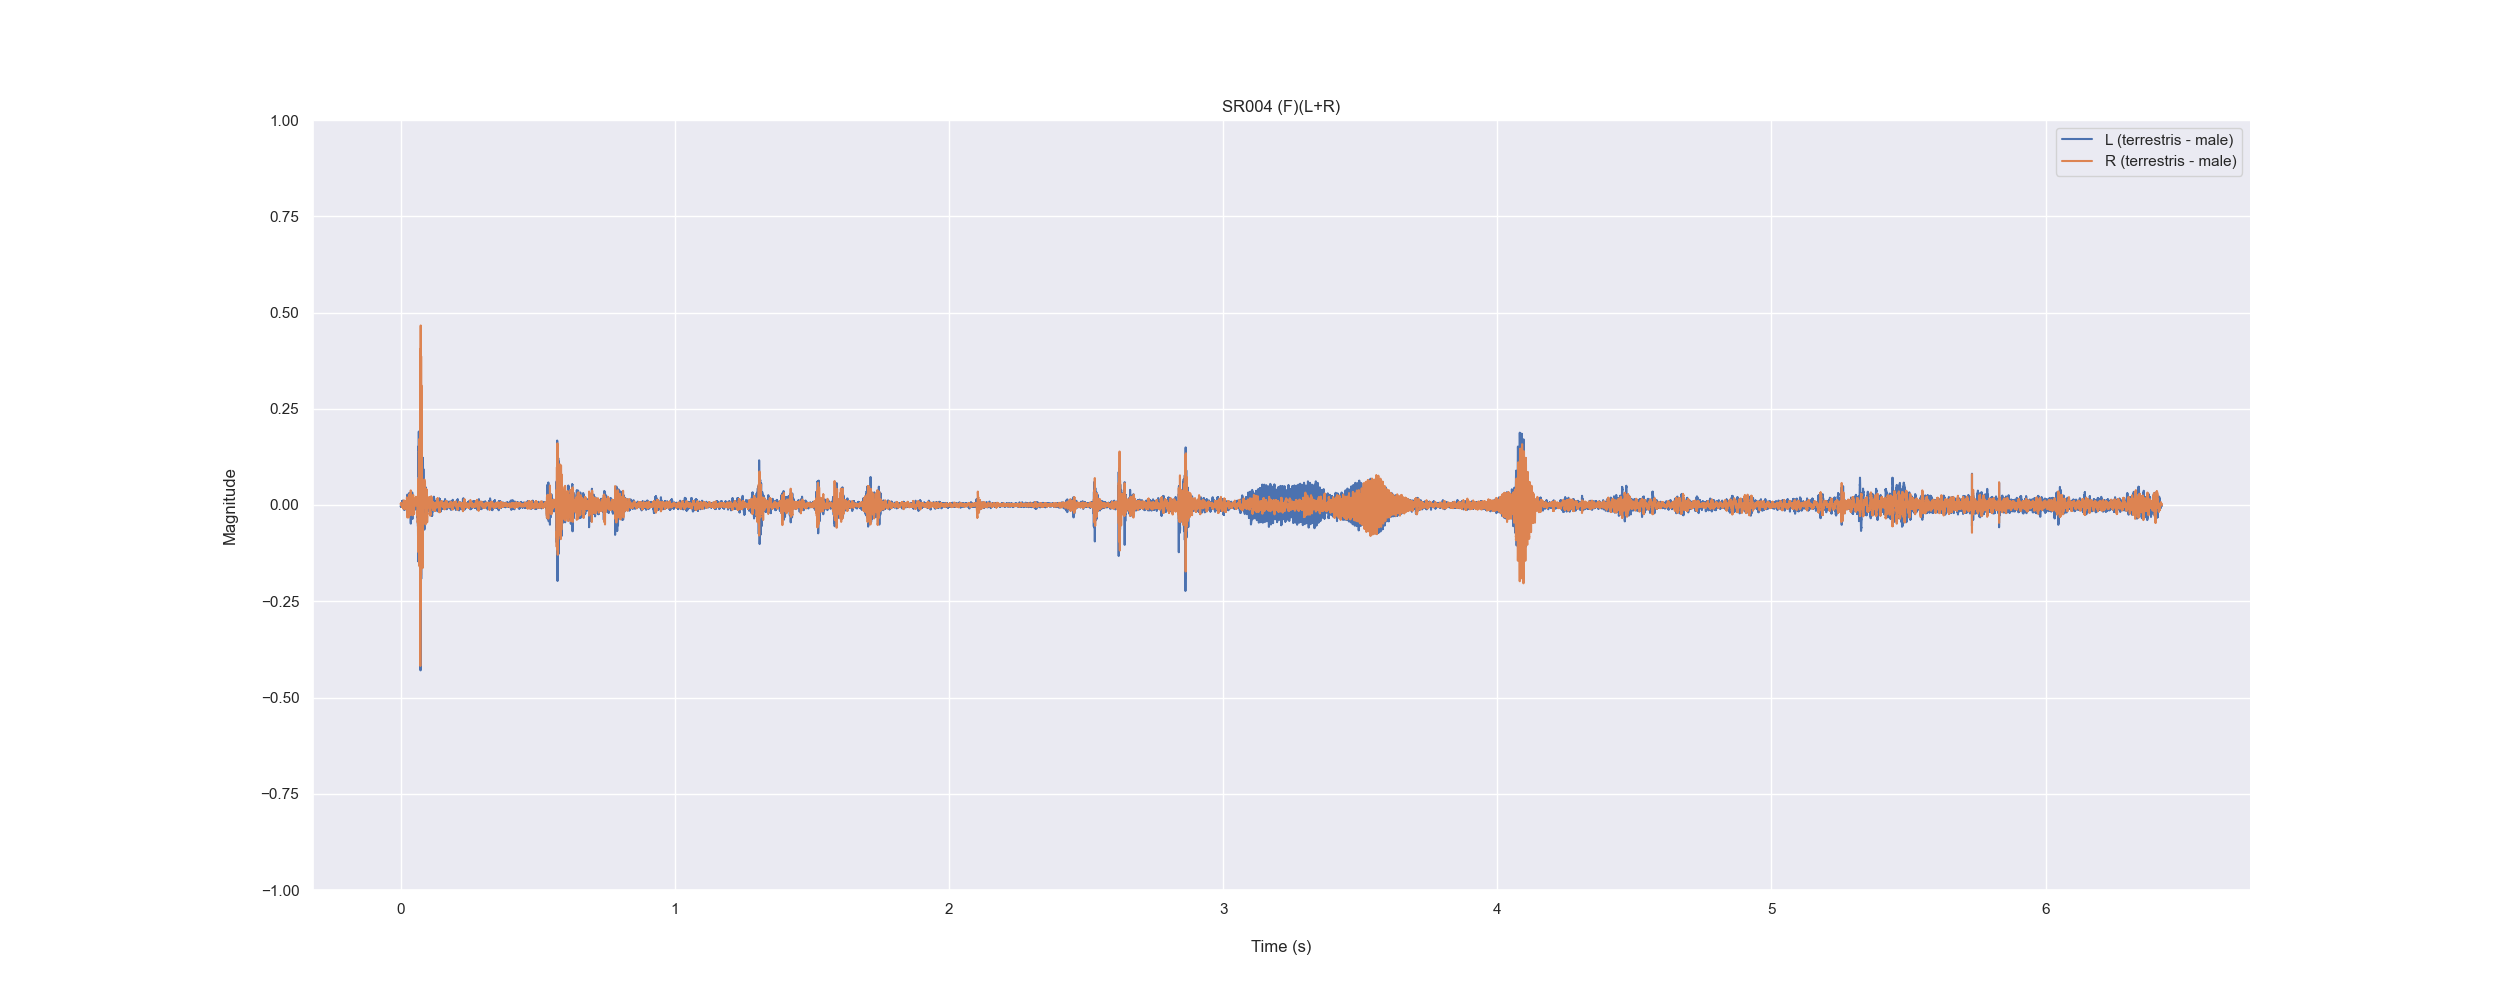 SR004 (F)(L+R)
L (terrestris - male)
R (terrestris - male)
Magnitude
1.00
0.75
0.50
0.25
0.00
−0.25
−0.50
−0.75
−1.00
0 1 2 3 4 5 6
Time (s)